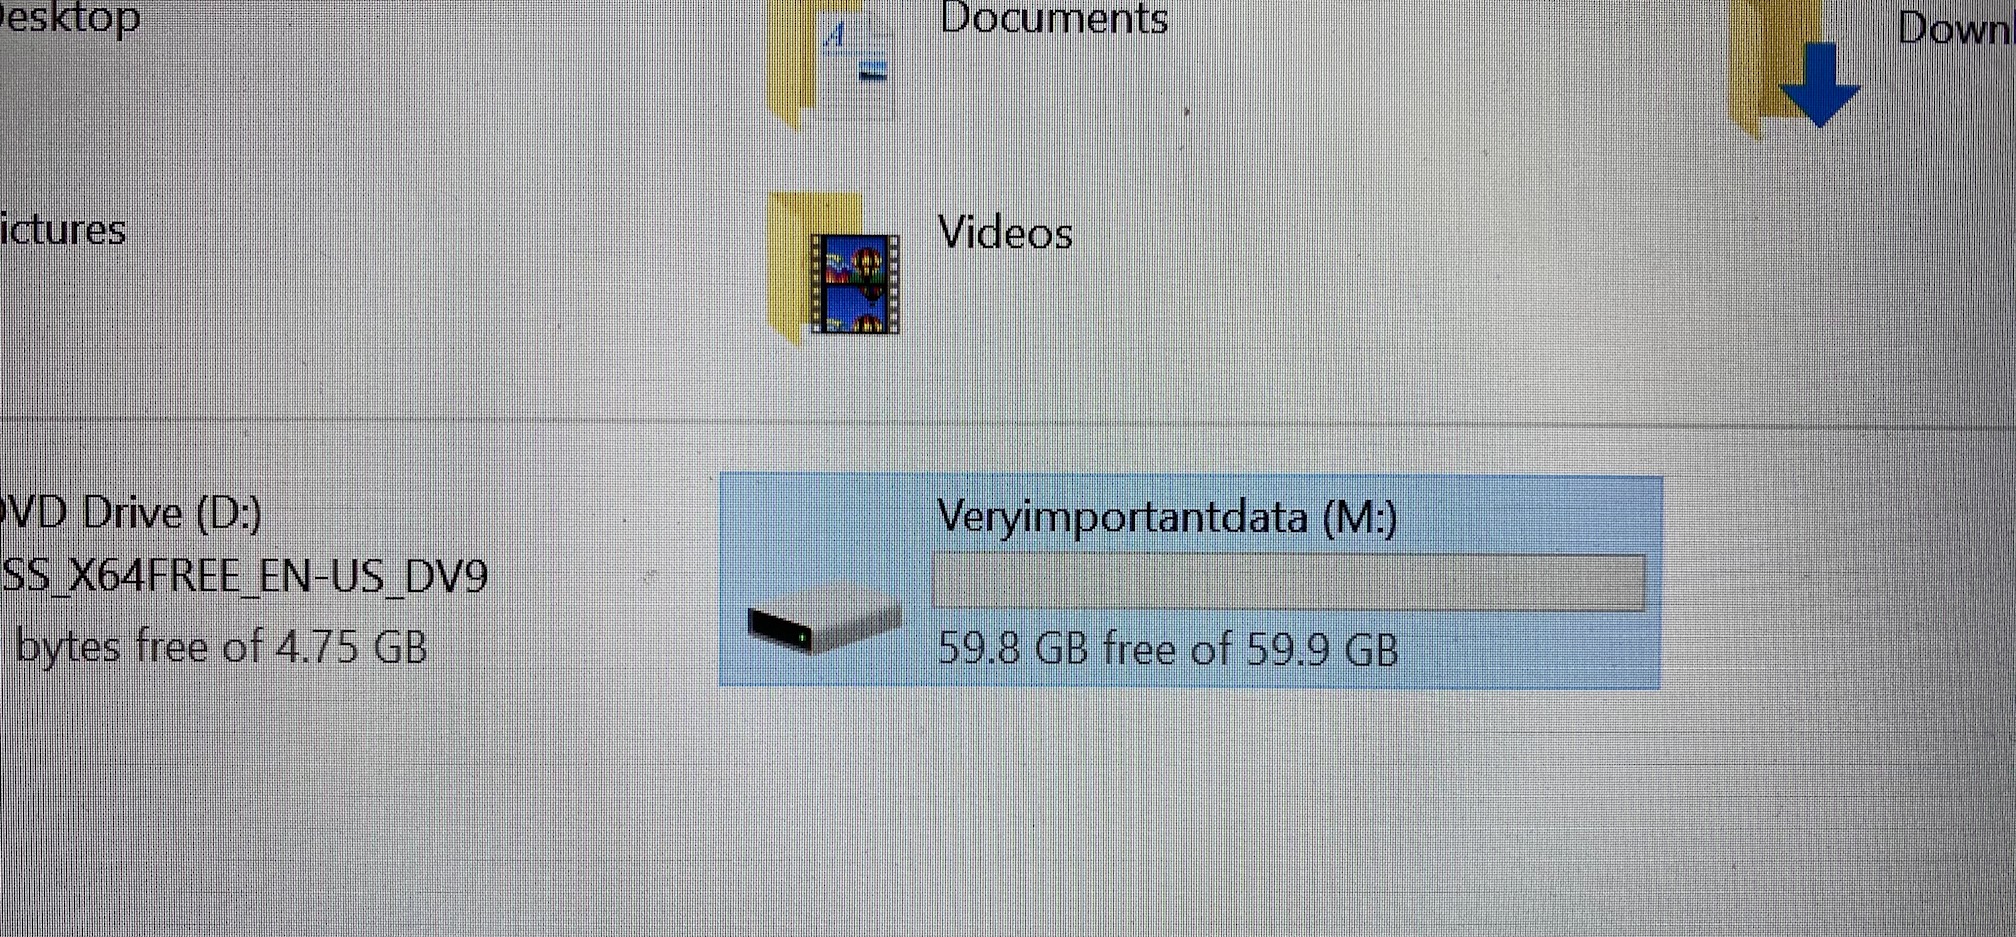 esktop
Documents
Down
ictures
Videos
VD Drive (D:)
SS_X64FREE_EN-US_DV9
bytes free of 4.75 GB
Veryimportantdata (M:)
59.8 GB free of 59.9 GB